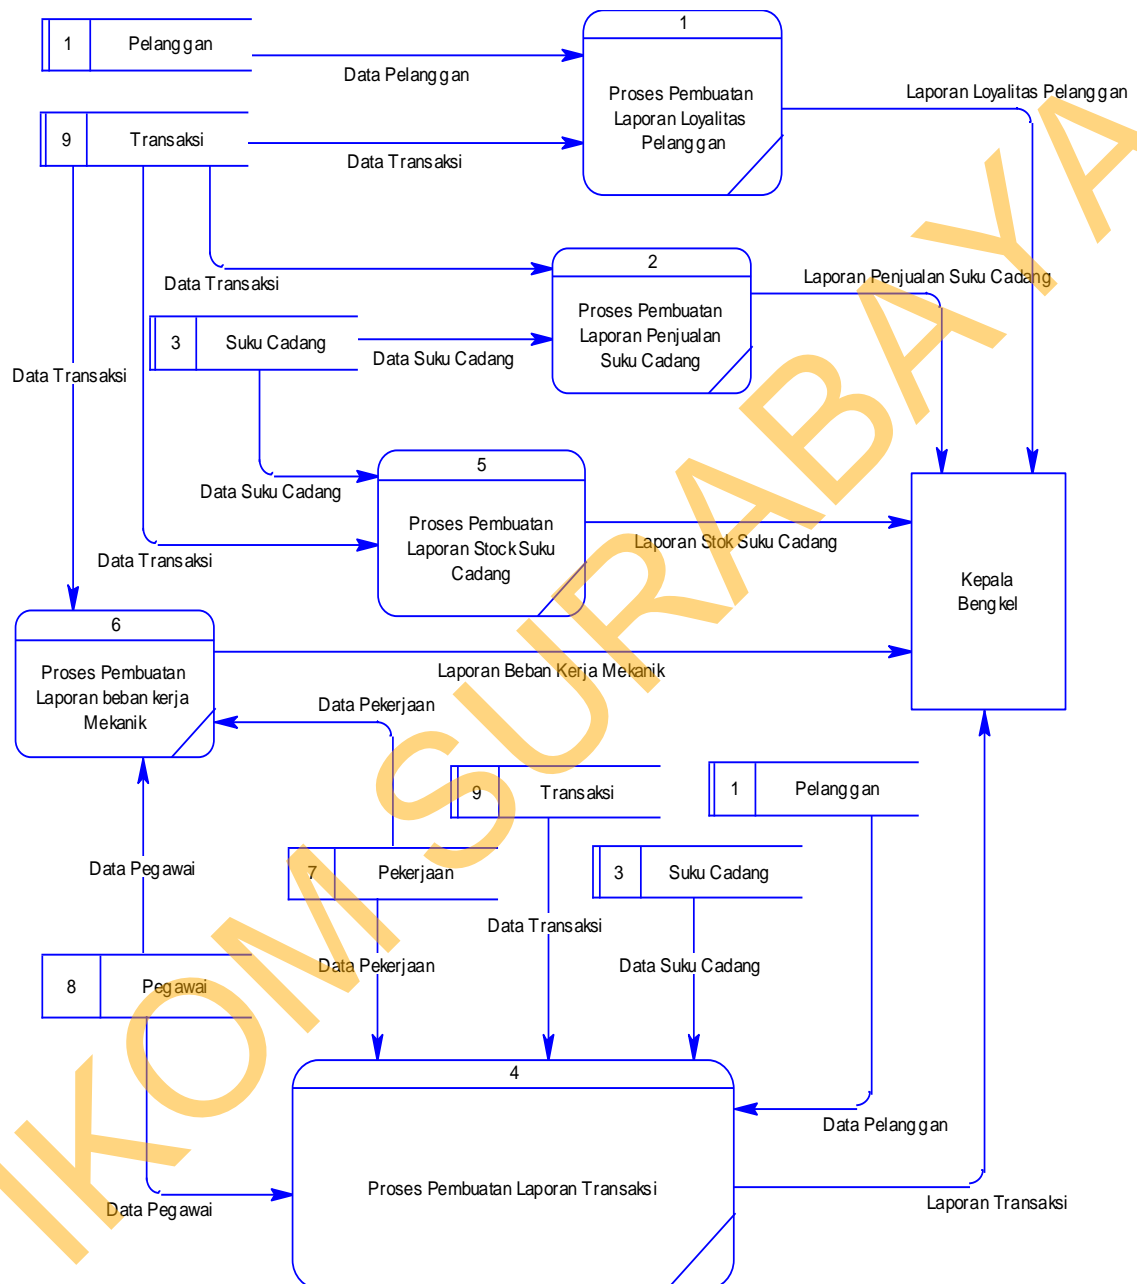 1
Pelanggan
Data Pelanggan
1
Proses Pembuatan
Laporan Loyalitas
Pelanggan
Laporan Loyalitas Pelanggan
9
Transaksi
Data Transaksi
Data Transaksi
2
Proses Pembuatan
Laporan Penjualan
Suku Cadang
Laporan Penjualan Suku Cadang
3
Suku Cadang
Data Suku Cadang
Data Transaksi
Data Suku Cadang
5
Proses Pembuatan
Laporan Stock Suku
Cadang
Laporan Stok Suku Cadang
Data Transaksi
Kepala
Bengkel
6
Proses Pembuatan
Laporan beban kerja
Mekanik
Laporan Beban Kerja Mekanik
Data Pekerjaan
9
Transaksi
1
Pelanggan
Data Pegawai
7
Pekerjaan
3
Suku Cadang
Data Transaksi
Data Pekerjaan
Data Suku Cadang
8
Pegawai
4
Proses Pembuatan Laporan Transaksi
Data Pelanggan
Data Pegawai
Laporan Transaksi
IKOM SURABAYA